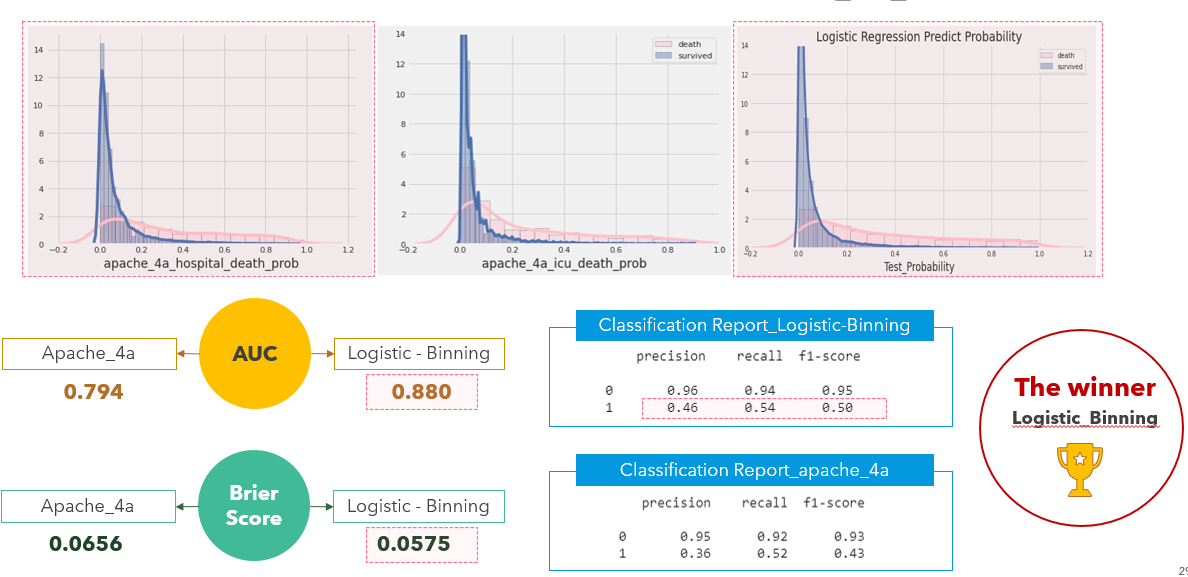 14
12
10
8
6
4
2
0
−0.2 0.0 0.2 0.4 0.6 0.8 1.0 1.2
apache_4a_hospital_death_prob
14
12
10
8
6
4
2
0
−0.2 0.0 0.2 0.4 0.6 0.8 1.0
apache_4a_icu_death_prob
death
survived
Logistic Regression Predict Probability
14
12
10
8
6
4
2
0
−0.2 0.0 0.2 0.4 0.6 0.8 1.0 1.2
Test_Probability
death
survived
Apache_4a
AUC
Logistic - Binning
0.794
0.880
Apache_4a
Brier
Score
Logistic - Binning
0.0656
0.0575
Classification Report_Logistic-Binning
precision recall f1-score
0 0.96 0.94 0.95
1 0.46 0.54 0.50
Classification Report_apache_4a
precision recall f1-score
0 0.95 0.92 0.93
1 0.36 0.52 0.43
The winner
Logistic_Binning
29